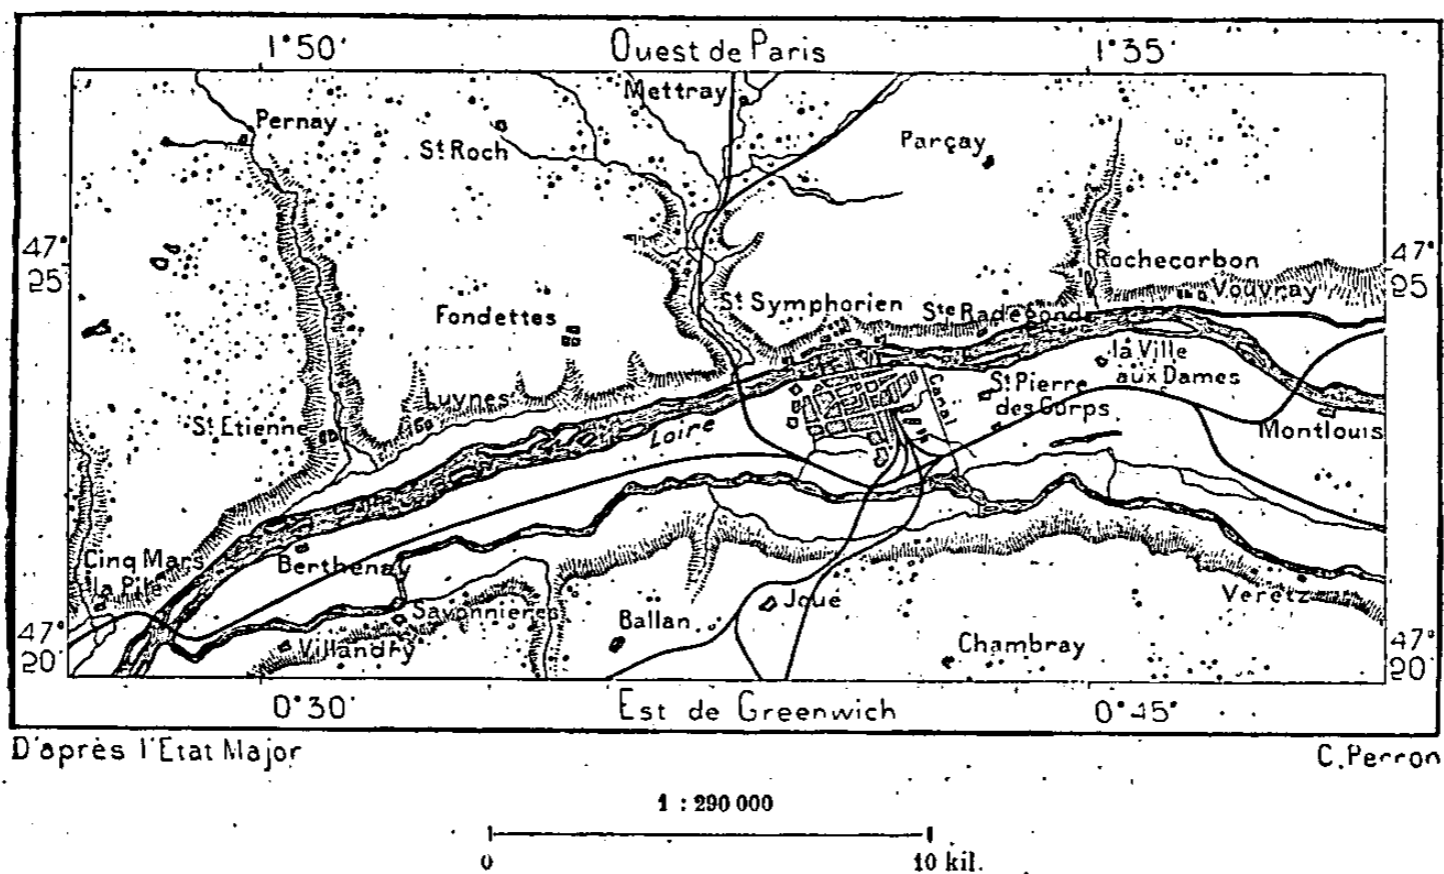 1°50′ Ouest de Paris 1°35′
Mettray
Pernay
St Roch
Parçay
47° 25′
47° 25′
Rochecorbon
Vouvray
St Symphorien
Ste Radegonde
Fondettes
la Ville
aux Dames
St Pierre
des Corps
Canal
Luynes
St Etienne
Loire
Montlouis
Cinq Mars
la Pile
Berthenay
Savonnières
Veretz
Joué
Ballan
Villandry
Chambray
47° 20′
47° 20′
0°30′ Est de Greenwich 0°45′
D'après l'Etat Major C. Perron
1 : 290 000
0 10 kil.